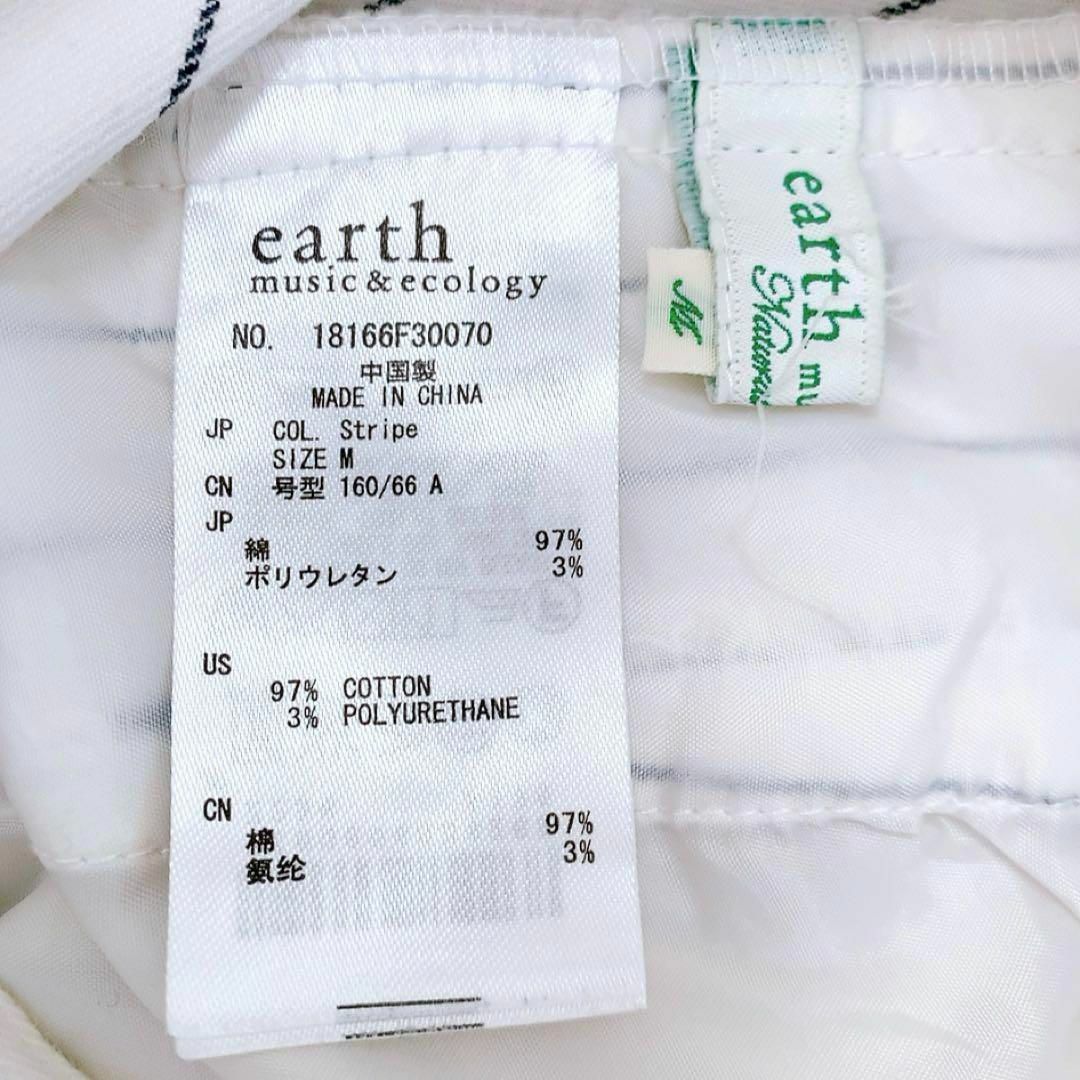 earth
music & ecology
NO. 18166F30070
中国製
MADE IN CHINA
JP COL. Stripe
SIZE M
CN 号型 160/66 A
JP
綿 97%
ポリウレタン 3%
US
97% COTTON
3% POLYURETHANE
CN
棉 97%
氨纶 3%
M
earth mu
Natural